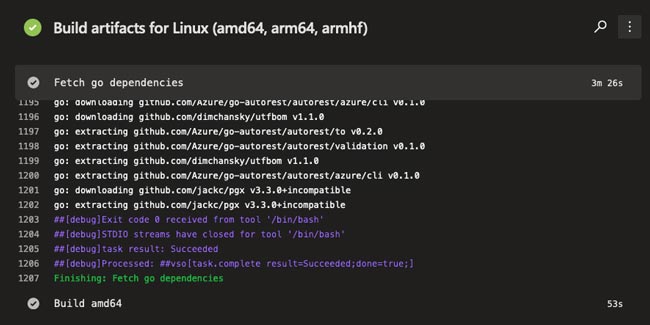 Build artifacts for Linux (amd64, arm64, armhf)
Fetch go dependencies 3m 26s
1195 go: downloading github.com/Azure/go-autorest/autorest/azure/cli v0.1.0
1196 go: downloading github.com/dimchansky/utfbom v1.1.0
1197 go: extracting github.com/Azure/go-autorest/autorest/to v0.2.0
1198 go: extracting github.com/Azure/go-autorest/autorest/validation v0.1.0
1199 go: extracting github.com/dimchansky/utfbom v1.1.0
1200 go: extracting github.com/Azure/go-autorest/autorest/azure/cli v0.1.0
1201 go: downloading github.com/jackc/pgx v3.3.0+incompatible
1202 go: extracting github.com/jackc/pgx v3.3.0+incompatible
1203 ##[debug]Exit code 0 received from tool '/bin/bash'
1204 ##[debug]STDIO streams have closed for tool '/bin/bash'
1205 ##[debug]task result: Succeeded
1206 ##[debug]Processed: ##vso[task.complete result=Succeeded;done=true;]
1207 Finishing: Fetch go dependencies
Build amd64 53s